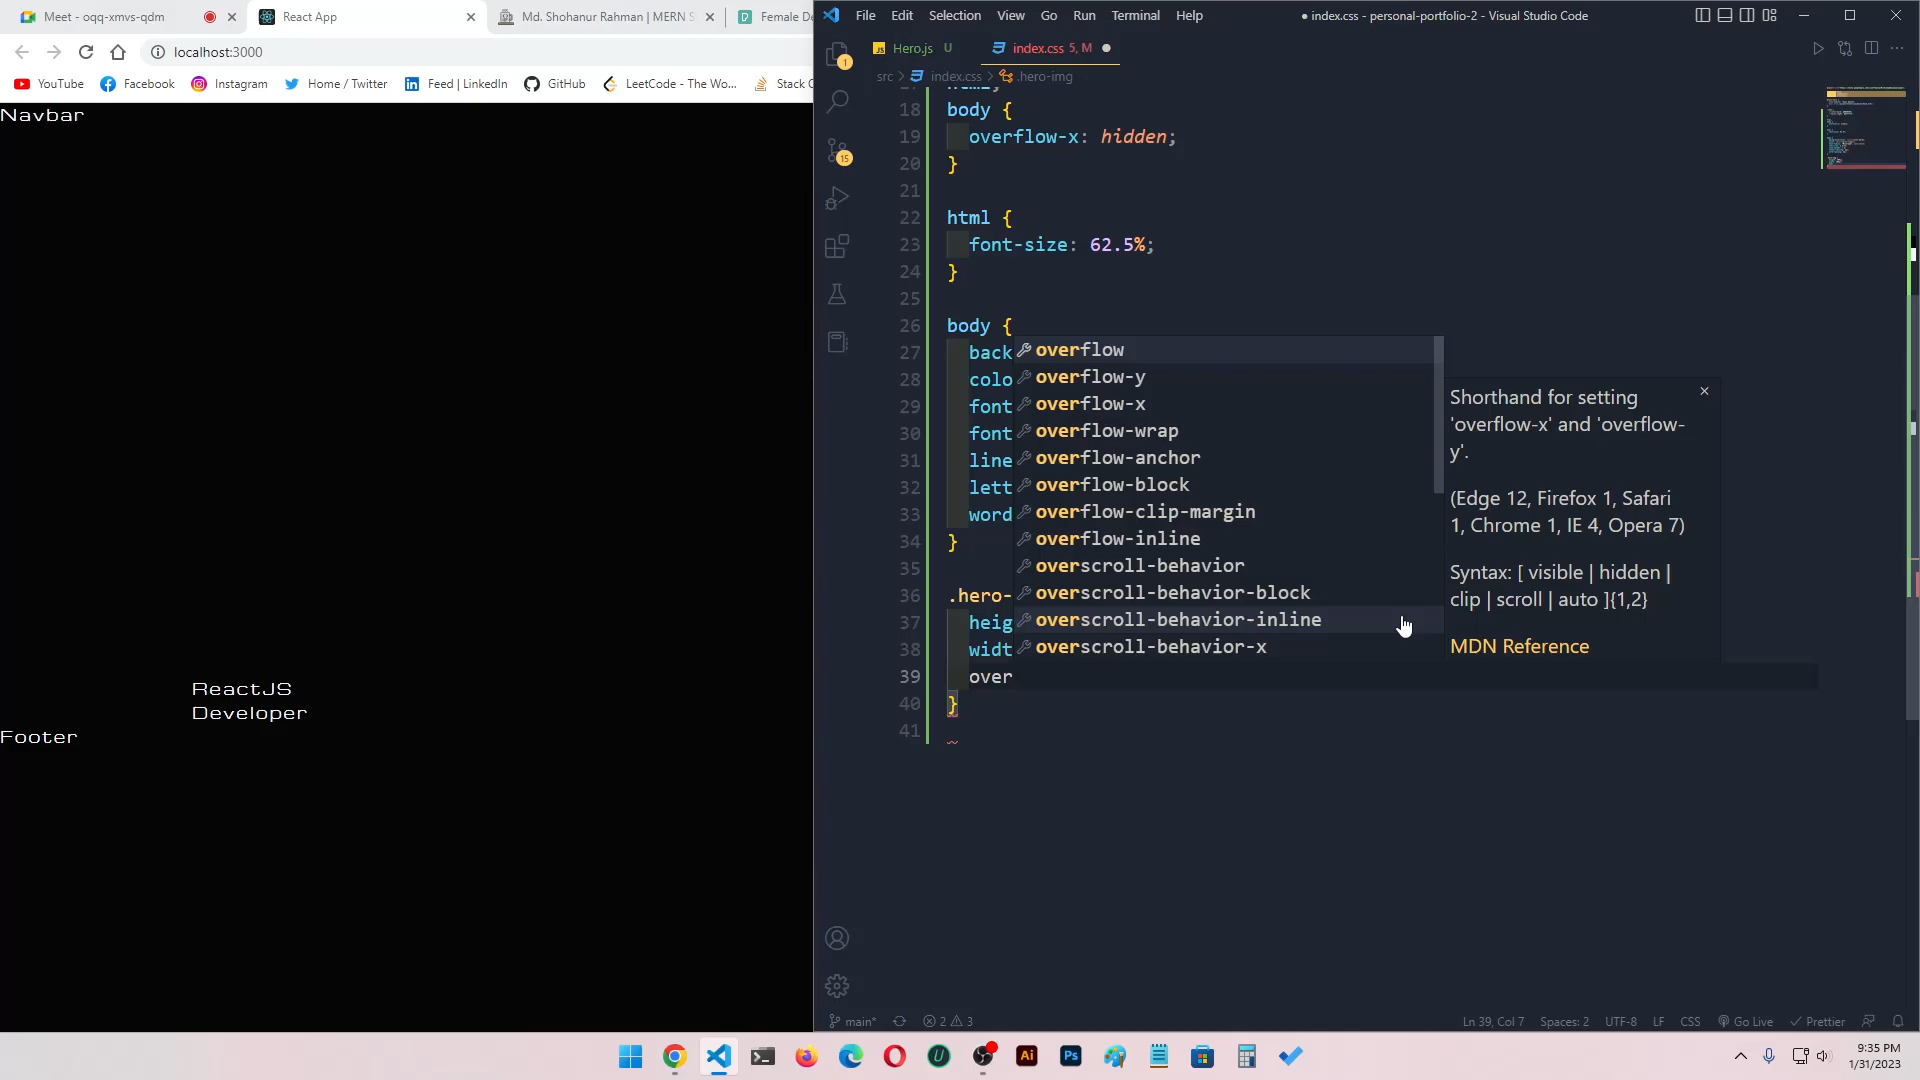 Meet - oqq-xmvs-qdm
React App
Md. Shohanur Rahman | MERN S
Female De
localhost:3000
YouTube
Facebook
Instagram
Home / Twitter
Feed | LinkedIn
GitHub
LeetCode - The Wo...
Stack O
Navbar
ReactJS
Developer
Footer
File Edit Selection View Go Run Terminal Help
● index.css - personal-portfolio-2 - Visual Studio Code
Hero.js U
index.css 5, M ●
src > index.css > .hero-img
18 body {
19 overflow-x: hidden;
20 }
21
22 html {
23 font-size: 62.5%;
24 }
25
26 body {
27 back
28 colo
29 font
30 font
31 line
32 lett
33 word
34 }
35
36 .hero-
37 heig
38 widt
39 over
40 }
41
overflow
overflow-y
overflow-x
overflow-wrap
overflow-anchor
overflow-block
overflow-clip-margin
overflow-inline
overscroll-behavior
overscroll-behavior-block
overscroll-behavior-inline
overscroll-behavior-x
Shorthand for setting
'overflow-x' and 'overflow-
y'.
(Edge 12, Firefox 1, Safari
1, Chrome 1, IE 4, Opera 7)
Syntax: [ visible | hidden |
clip | scroll | auto ]{1,2}
MDN Reference
1
15
main*
2 3
Ln 39, Col 7
Spaces: 2
UTF-8
LF
CSS
Go Live
Prettier
Ai
Ps
9:35 PM
1/31/2023